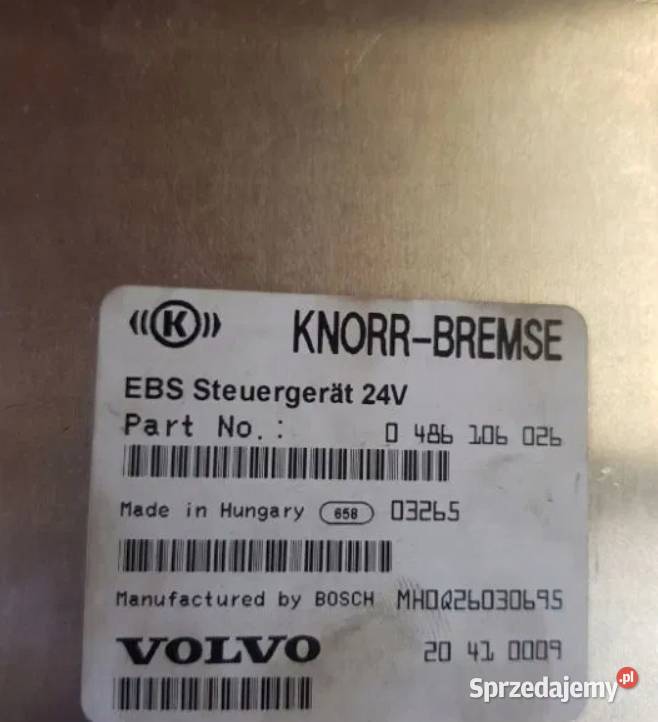 K KNORR-BREMSE
EBS Steuergerät 24V
Part No.: 0 486 106 026
Made in Hungary 658 03265
Manufactured by BOSCH MHDQ26030695
VOLVO 20 41 0009
Sprzedajemy.pl